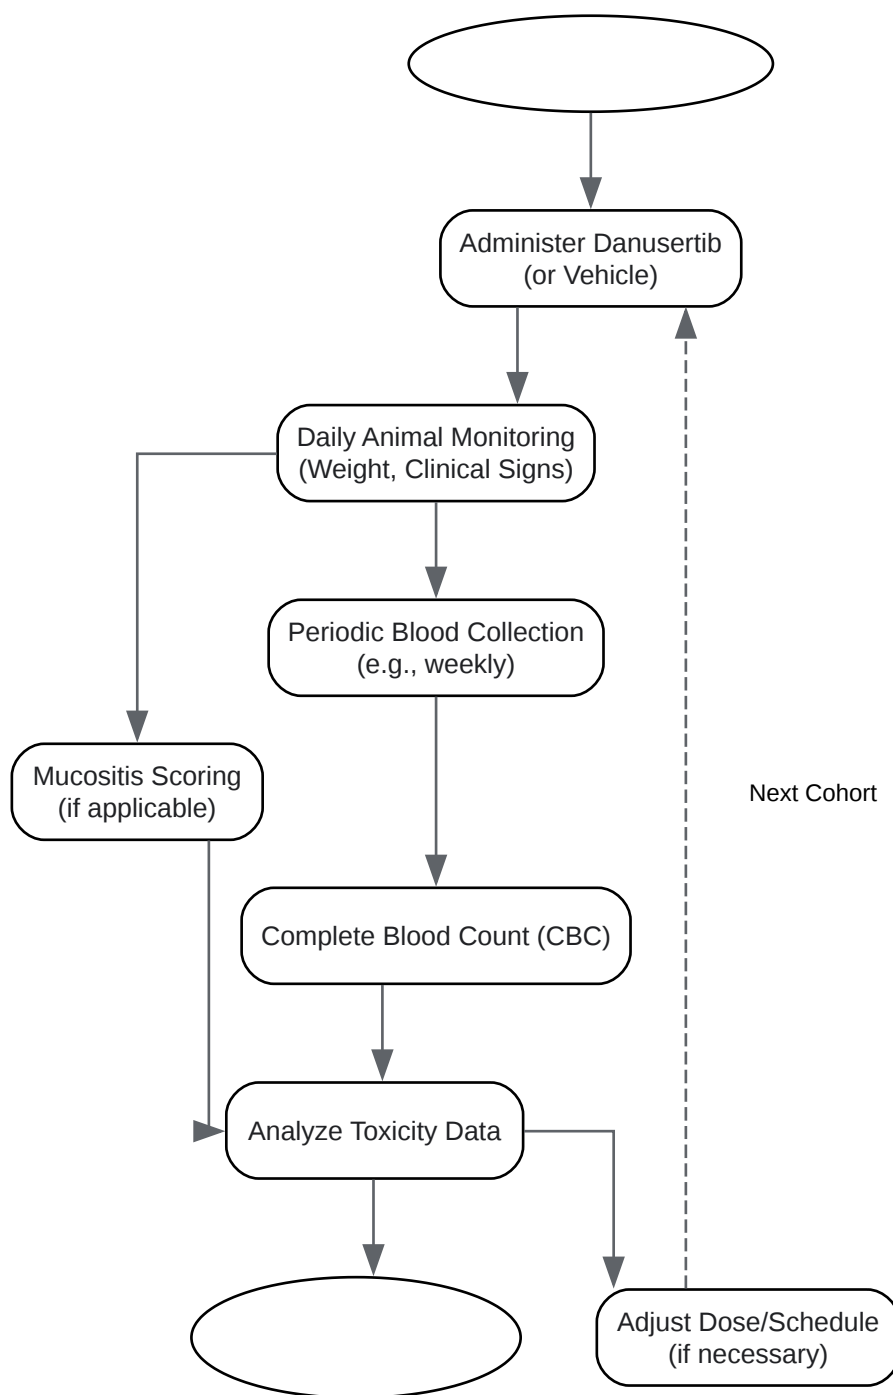 Administer Danusertib
(or Vehicle)
Daily Animal Monitoring
(Weight, Clinical Signs)
Periodic Blood Collection
(e.g., weekly)
Mucositis Scoring
(if applicable)
Next Cohort
Complete Blood Count (CBC)
Analyze Toxicity Data
Adjust Dose/Schedule
(if necessary)